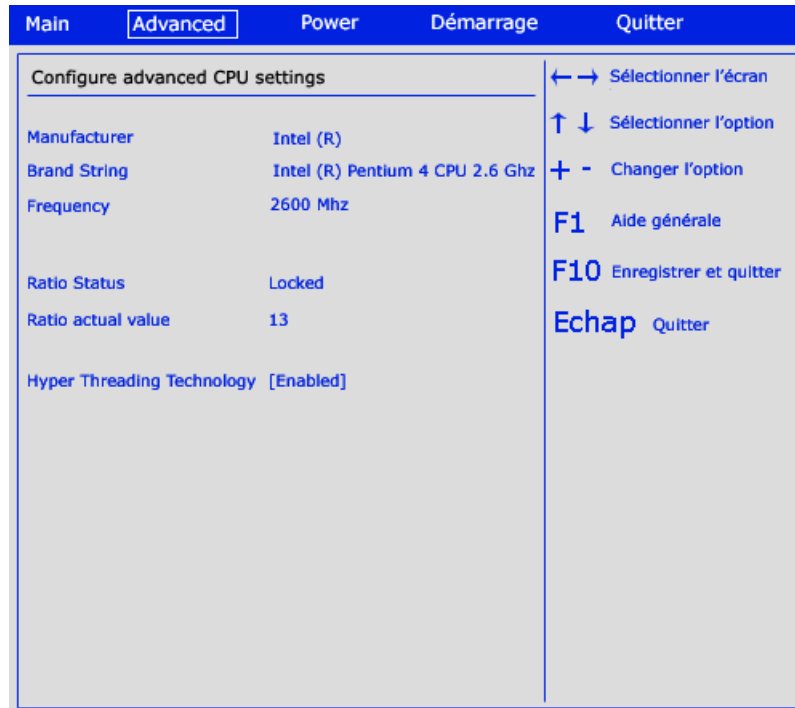 Main Advanced Power Démarrage Quitter
Configure advanced CPU settings
Manufacturer Intel (R)
Brand String Intel (R) Pentium 4 CPU 2.6 Ghz
Frequency 2600 Mhz
Ratio Status Locked
Ratio actual value 13
Hyper Threading Technology [Enabled]
←→ Sélectionner l'écran
↑ ↓ Sélectionner l'option
+ - Changer l'option
F1 Aide générale
F10 Enregistrer et quitter
Echap Quitter